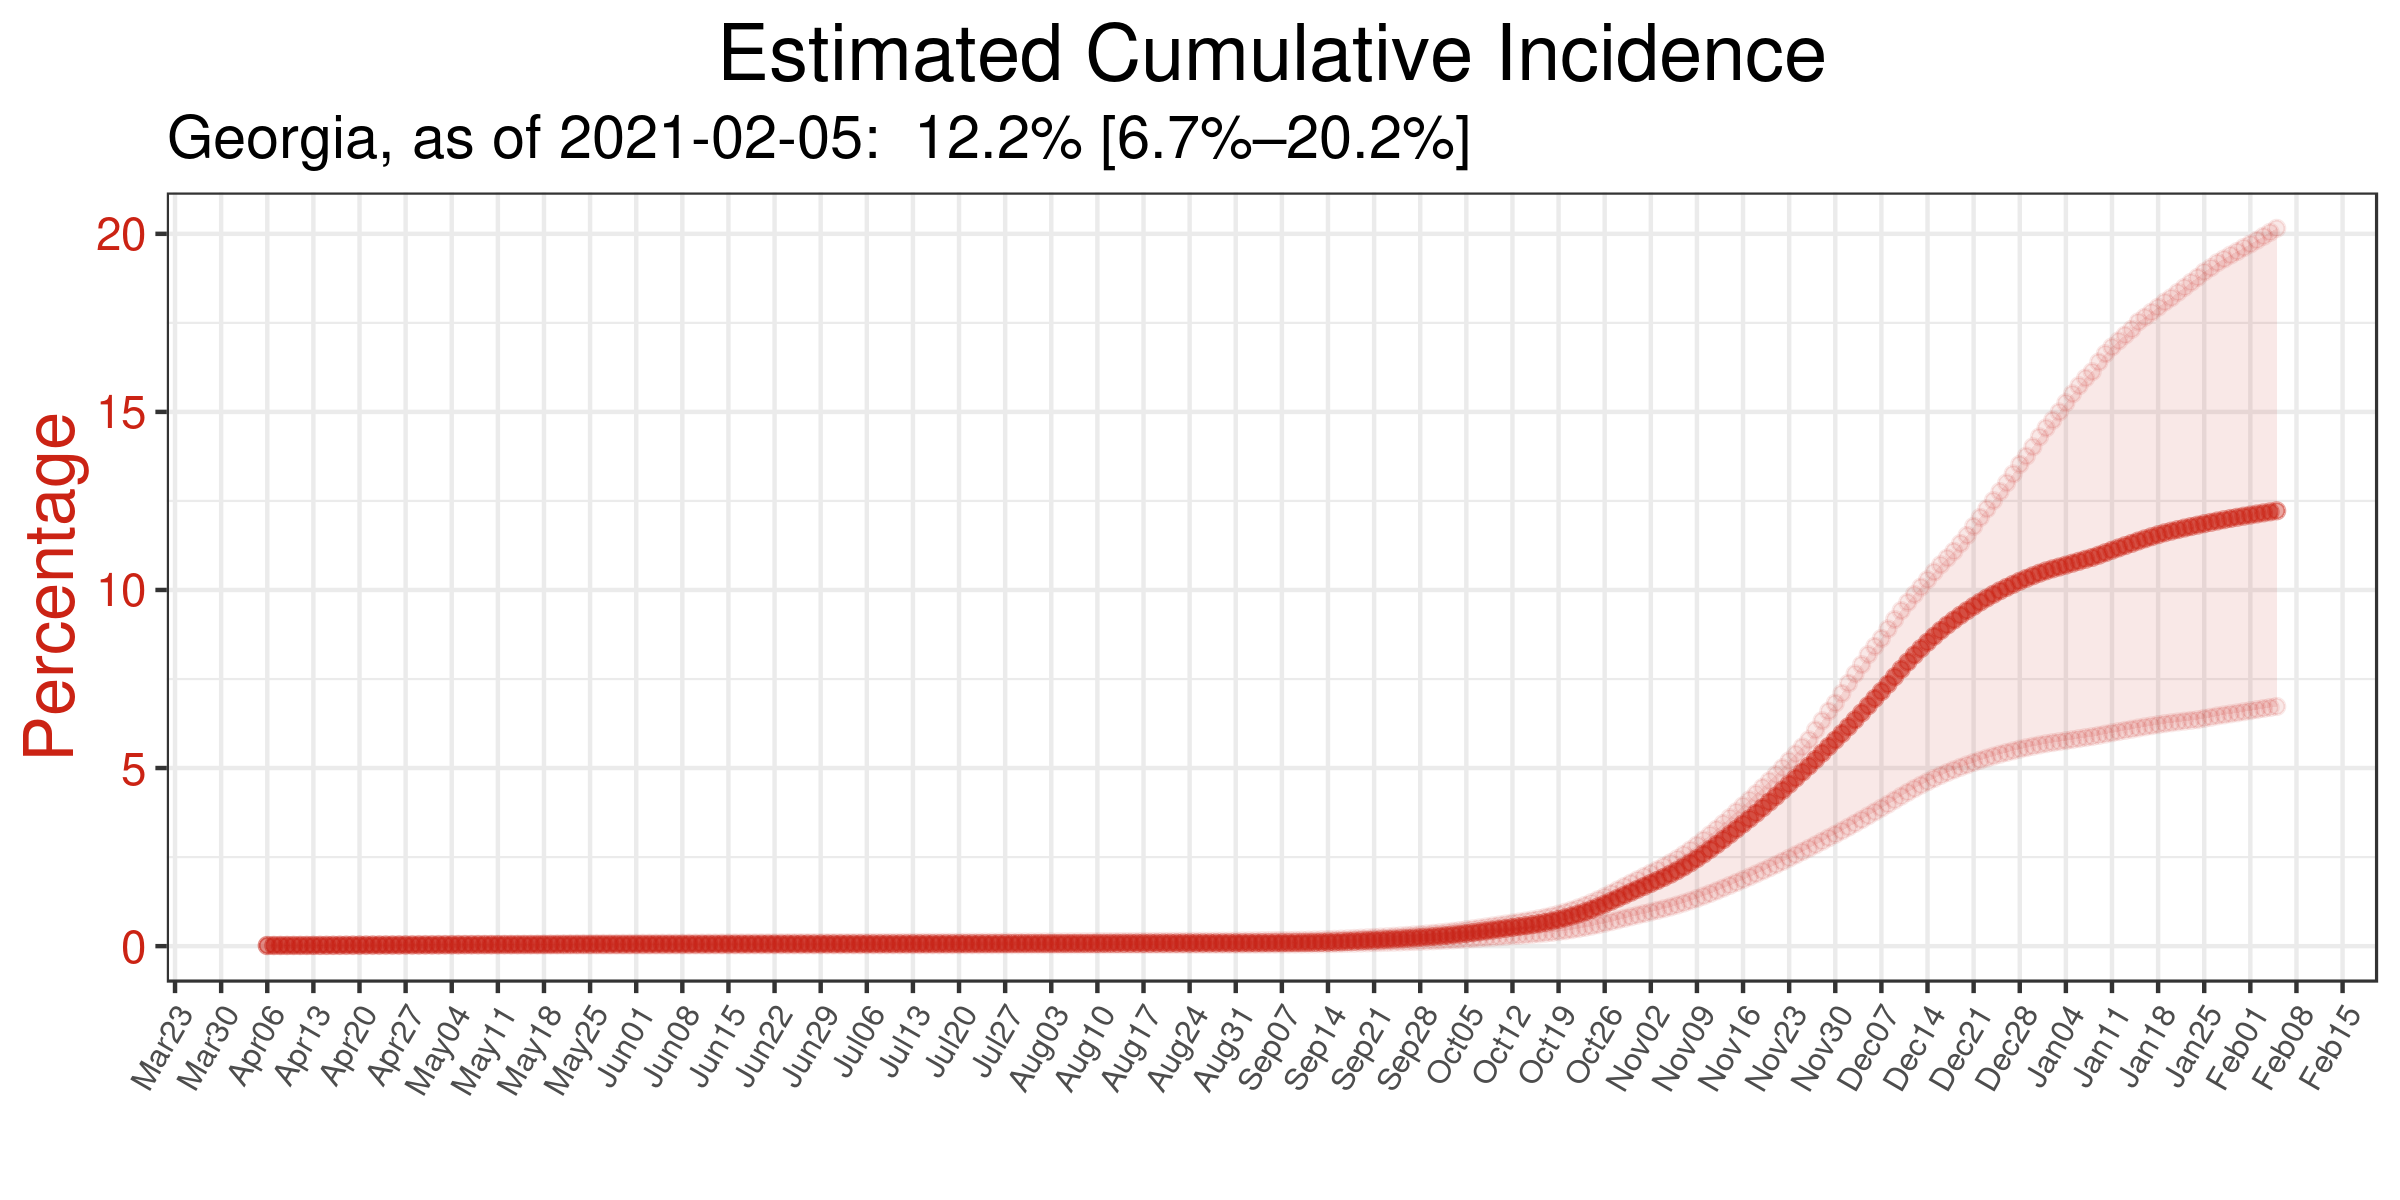 Estimated Cumulative Incidence
Georgia, as of 2021-02-05:  12.2% [6.7%–20.2%]
Percentage
20
15
10
5
0
Mar23 Mar30 Apr06 Apr13 Apr20 Apr27 May04 May11 May18 May25 Jun01 Jun08 Jun15 Jun22 Jun29 Jul06 Jul13 Jul20 Jul27 Aug03 Aug10 Aug17 Aug24 Aug31 Sep07 Sep14 Sep21 Sep28 Oct05 Oct12 Oct19 Oct26 Nov02 Nov09 Nov16 Nov23 Nov30 Dec07 Dec14 Dec21 Dec28 Jan04 Jan11 Jan18 Jan25 Feb01 Feb08 Feb15